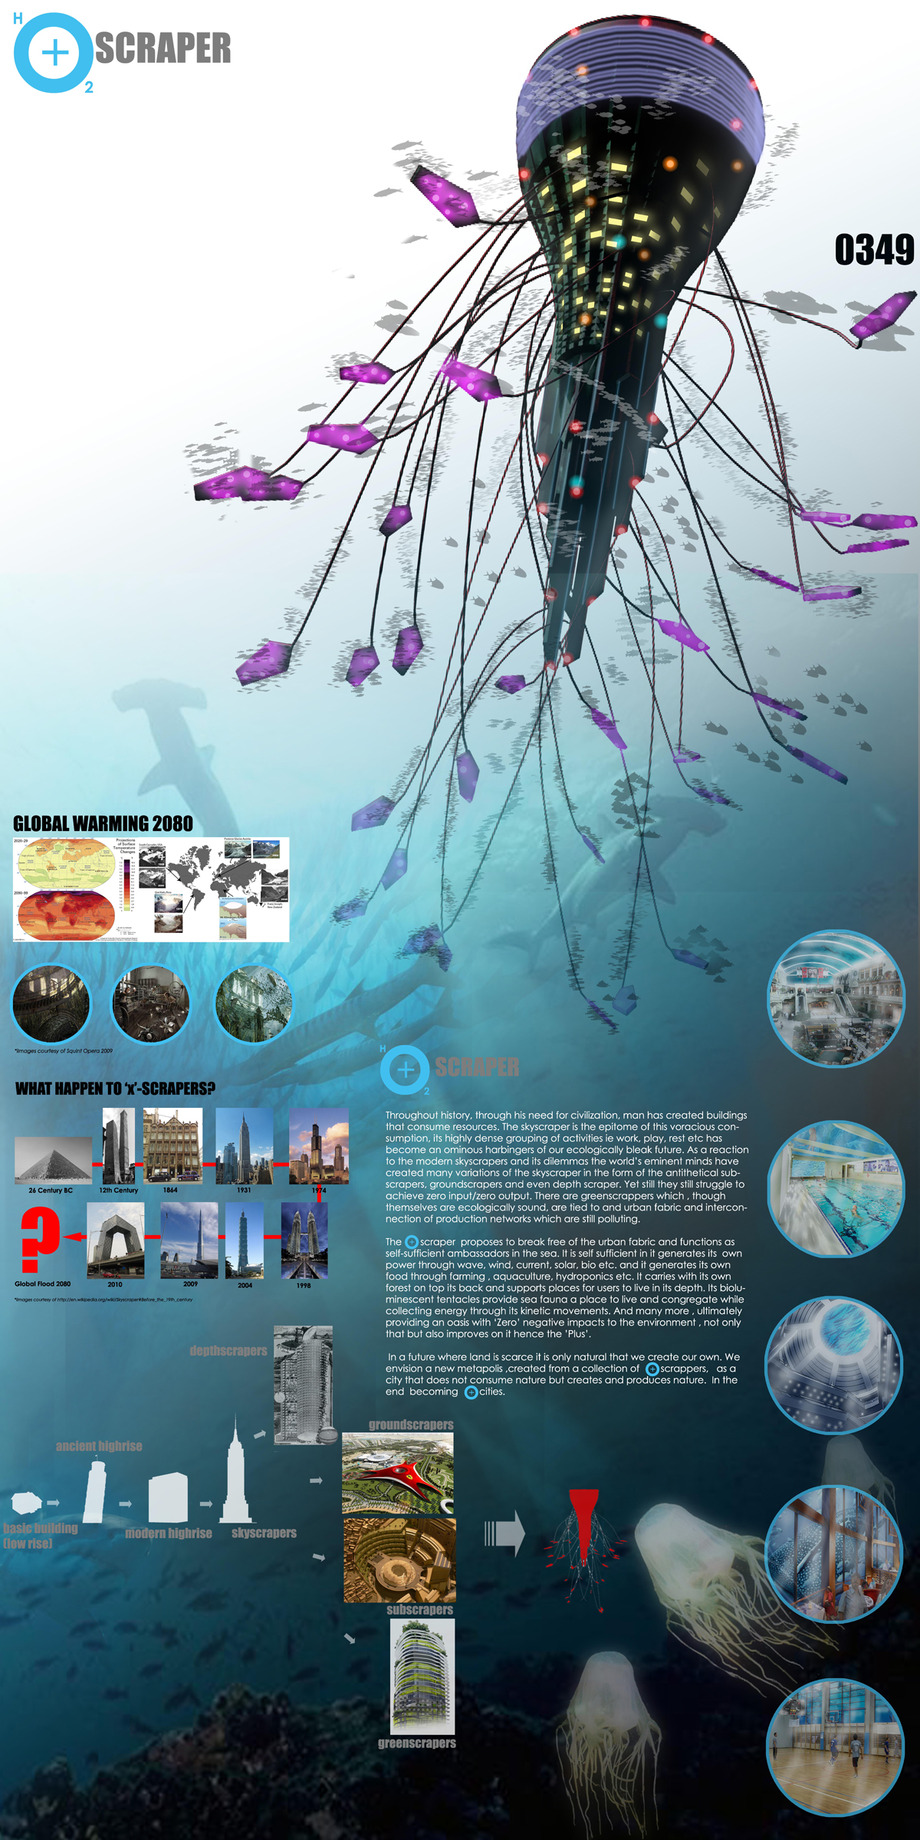 H
2
SCRAPER
0349
GLOBAL WARMING 2080
Projections
of Surface
Temperature
Changes
*Images courtesy of Squint Opera 2009
WHAT HAPPEN TO 'x'-SCRAPERS?
26 Century BC
12th Century
1864
1931
1974
Global Flood 2080
2010
2009
2004
1998
?
H
2
SCRAPER
Throughout history, through his need for civilization, man has created buildings
that consume resources. The skyscraper is the epitome of this voracious con-
sumption, its highly dense grouping of activities ie work, play, rest etc has
become an ominous harbingers of our ecologically bleak future. As a reaction
to the modern skyscrapers and its dilemmas the world's eminent minds have
created many variations of the skyscraper in the form of the antithetical sub-
scrapers, groundscrapers and even depth scraper. Yet still they still struggle to
achieve zero input/zero output. There are greenscrappers which , though
themselves are ecologically sound, are tied to and urban fabric and intercon-
nection of production networks which are still polluting.
The scraper proposes to break free of the urban fabric and functions as
self-sufficient ambassadors in the sea. It is self sufficient in it generates its own
power through wave, wind, current, solar, bio etc. and it generates its own
food through farming , aquaculture, hydroponics etc. It carries with its own
forest on top its back and supports places for users to live in its depth. Its biolu-
minescent tentacles provide sea fauna a place to live and congregate while
collecting energy through its kinetic movements. And many more , ultimately
providing an oasis with 'Zero' negative impacts to the environment , not only
that but also improves on it hence the 'Plus'.
In a future where land is scarce it is only natural that we create our own. We
envision a new metapolis ,created from a collection of scrappers, as a
city that does not consume nature but creates and produces nature. In the
end becoming cities.
depthscrapers
groundscrapers
ancient highrise
basic building
(low rise)
modern highrise
skyscrapers
subscrapers
greenscrapers